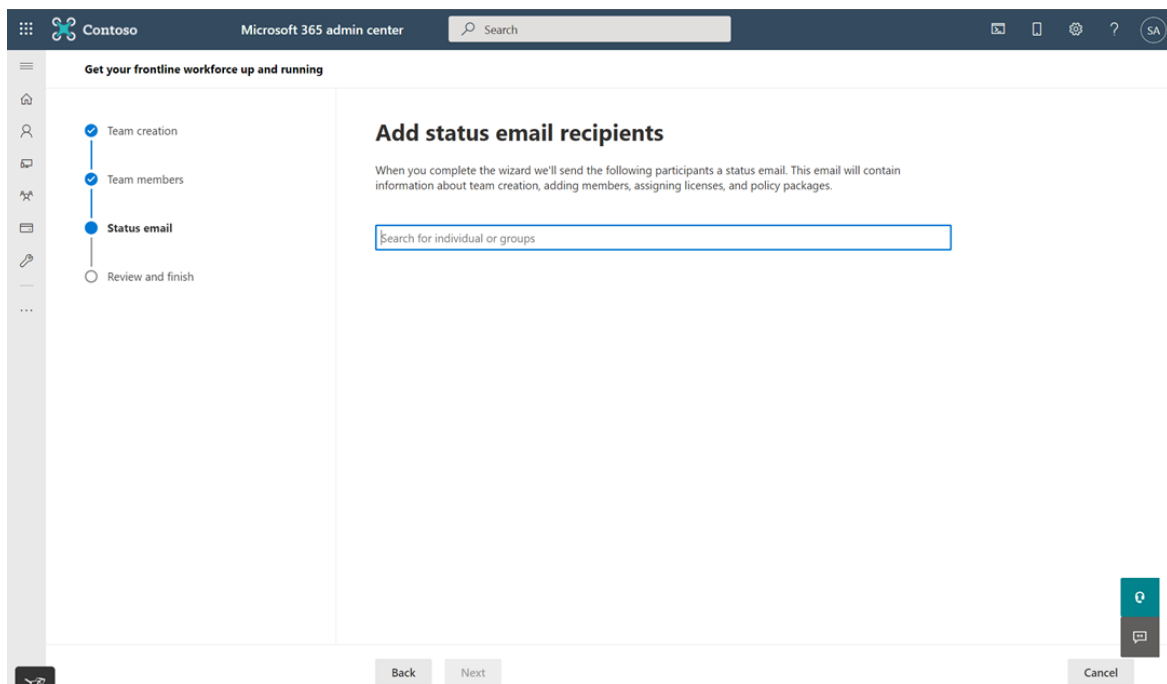 Contoso
Microsoft 365 admin center
Search
?
SA
Get your frontline workforce up and running
Team creation
Team members
Status email
Review and finish
Add status email recipients
When you complete the wizard we'll send the following participants a status email. This email will contain
information about team creation, adding members, assigning licenses, and policy packages.
Search for individual or groups
Back
Next
Cancel